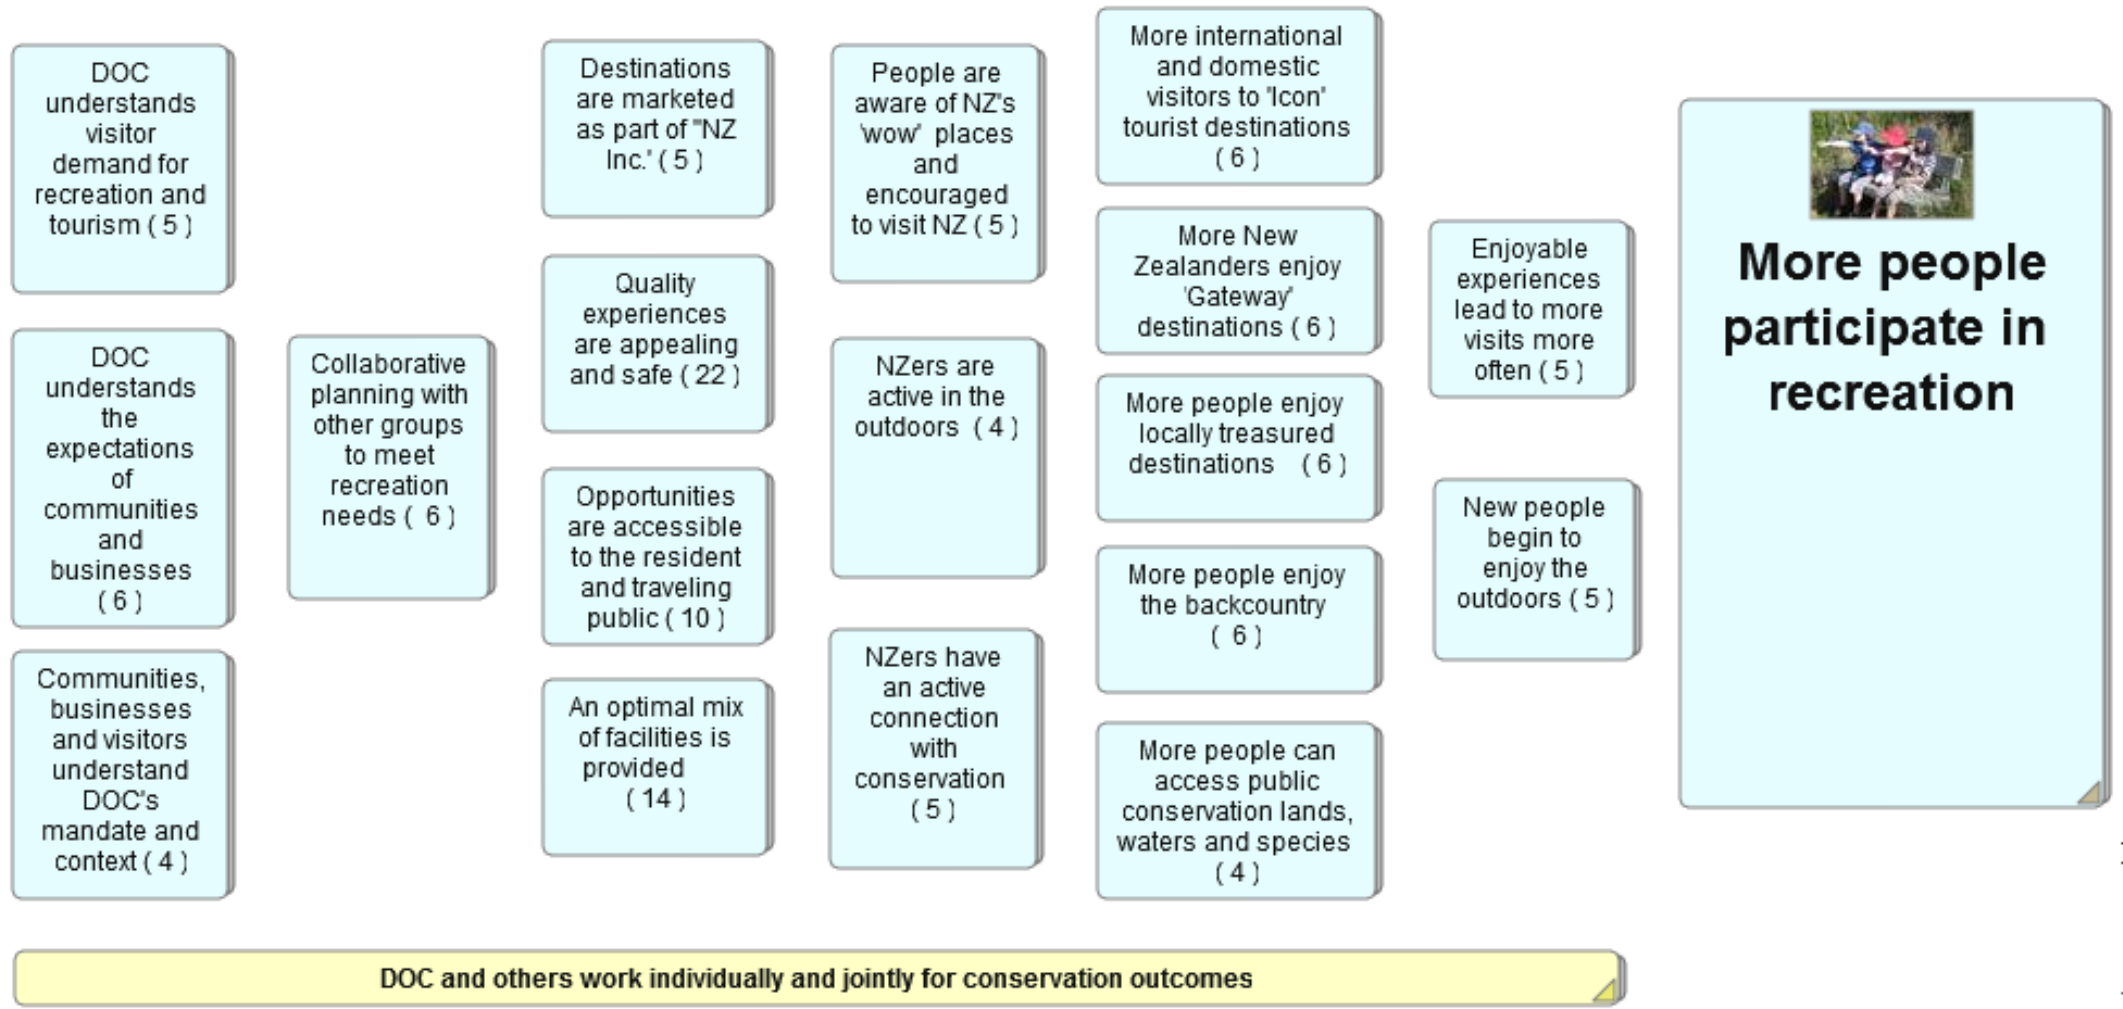 DOC
understands
visitor
demand for
recreation and
tourism ( 5 )
DOC
understands
the
expectations
of
communities
and
businesses
( 6 )
Communities,
businesses
and visitors
understand
DOC's
mandate and
context ( 4 )
Collaborative
planning with
other groups
to meet
recreation
needs (  6 )
Destinations
are marketed
as part of "NZ
Inc.' ( 5 )
Quality
experiences
are appealing
and safe ( 22 )
Opportunities
are accessible
to the resident
and traveling
public ( 10 )
An optimal mix
of facilities is
provided
( 14 )
People are
aware of NZ's
'wow'  places
and
encouraged
to visit NZ ( 5 )
NZers are
active in the
outdoors  ( 4 )
NZers have
an active
connection
with
conservation
( 5 )
More international
and domestic
visitors to 'Icon'
tourist destinations
( 6 )
More New
Zealanders enjoy
'Gateway'
destinations ( 6 )
More people enjoy
locally treasured
destinations    ( 6 )
More people enjoy
the backcountry
(  6 )
More people can
access public
conservation lands,
waters and species
( 4 )
Enjoyable
experiences
lead to more
visits more
often ( 5 )
New people
begin to
enjoy the
outdoors ( 5 )
More people
participate in
recreation
DOC and others work individually and jointly for conservation outcomes